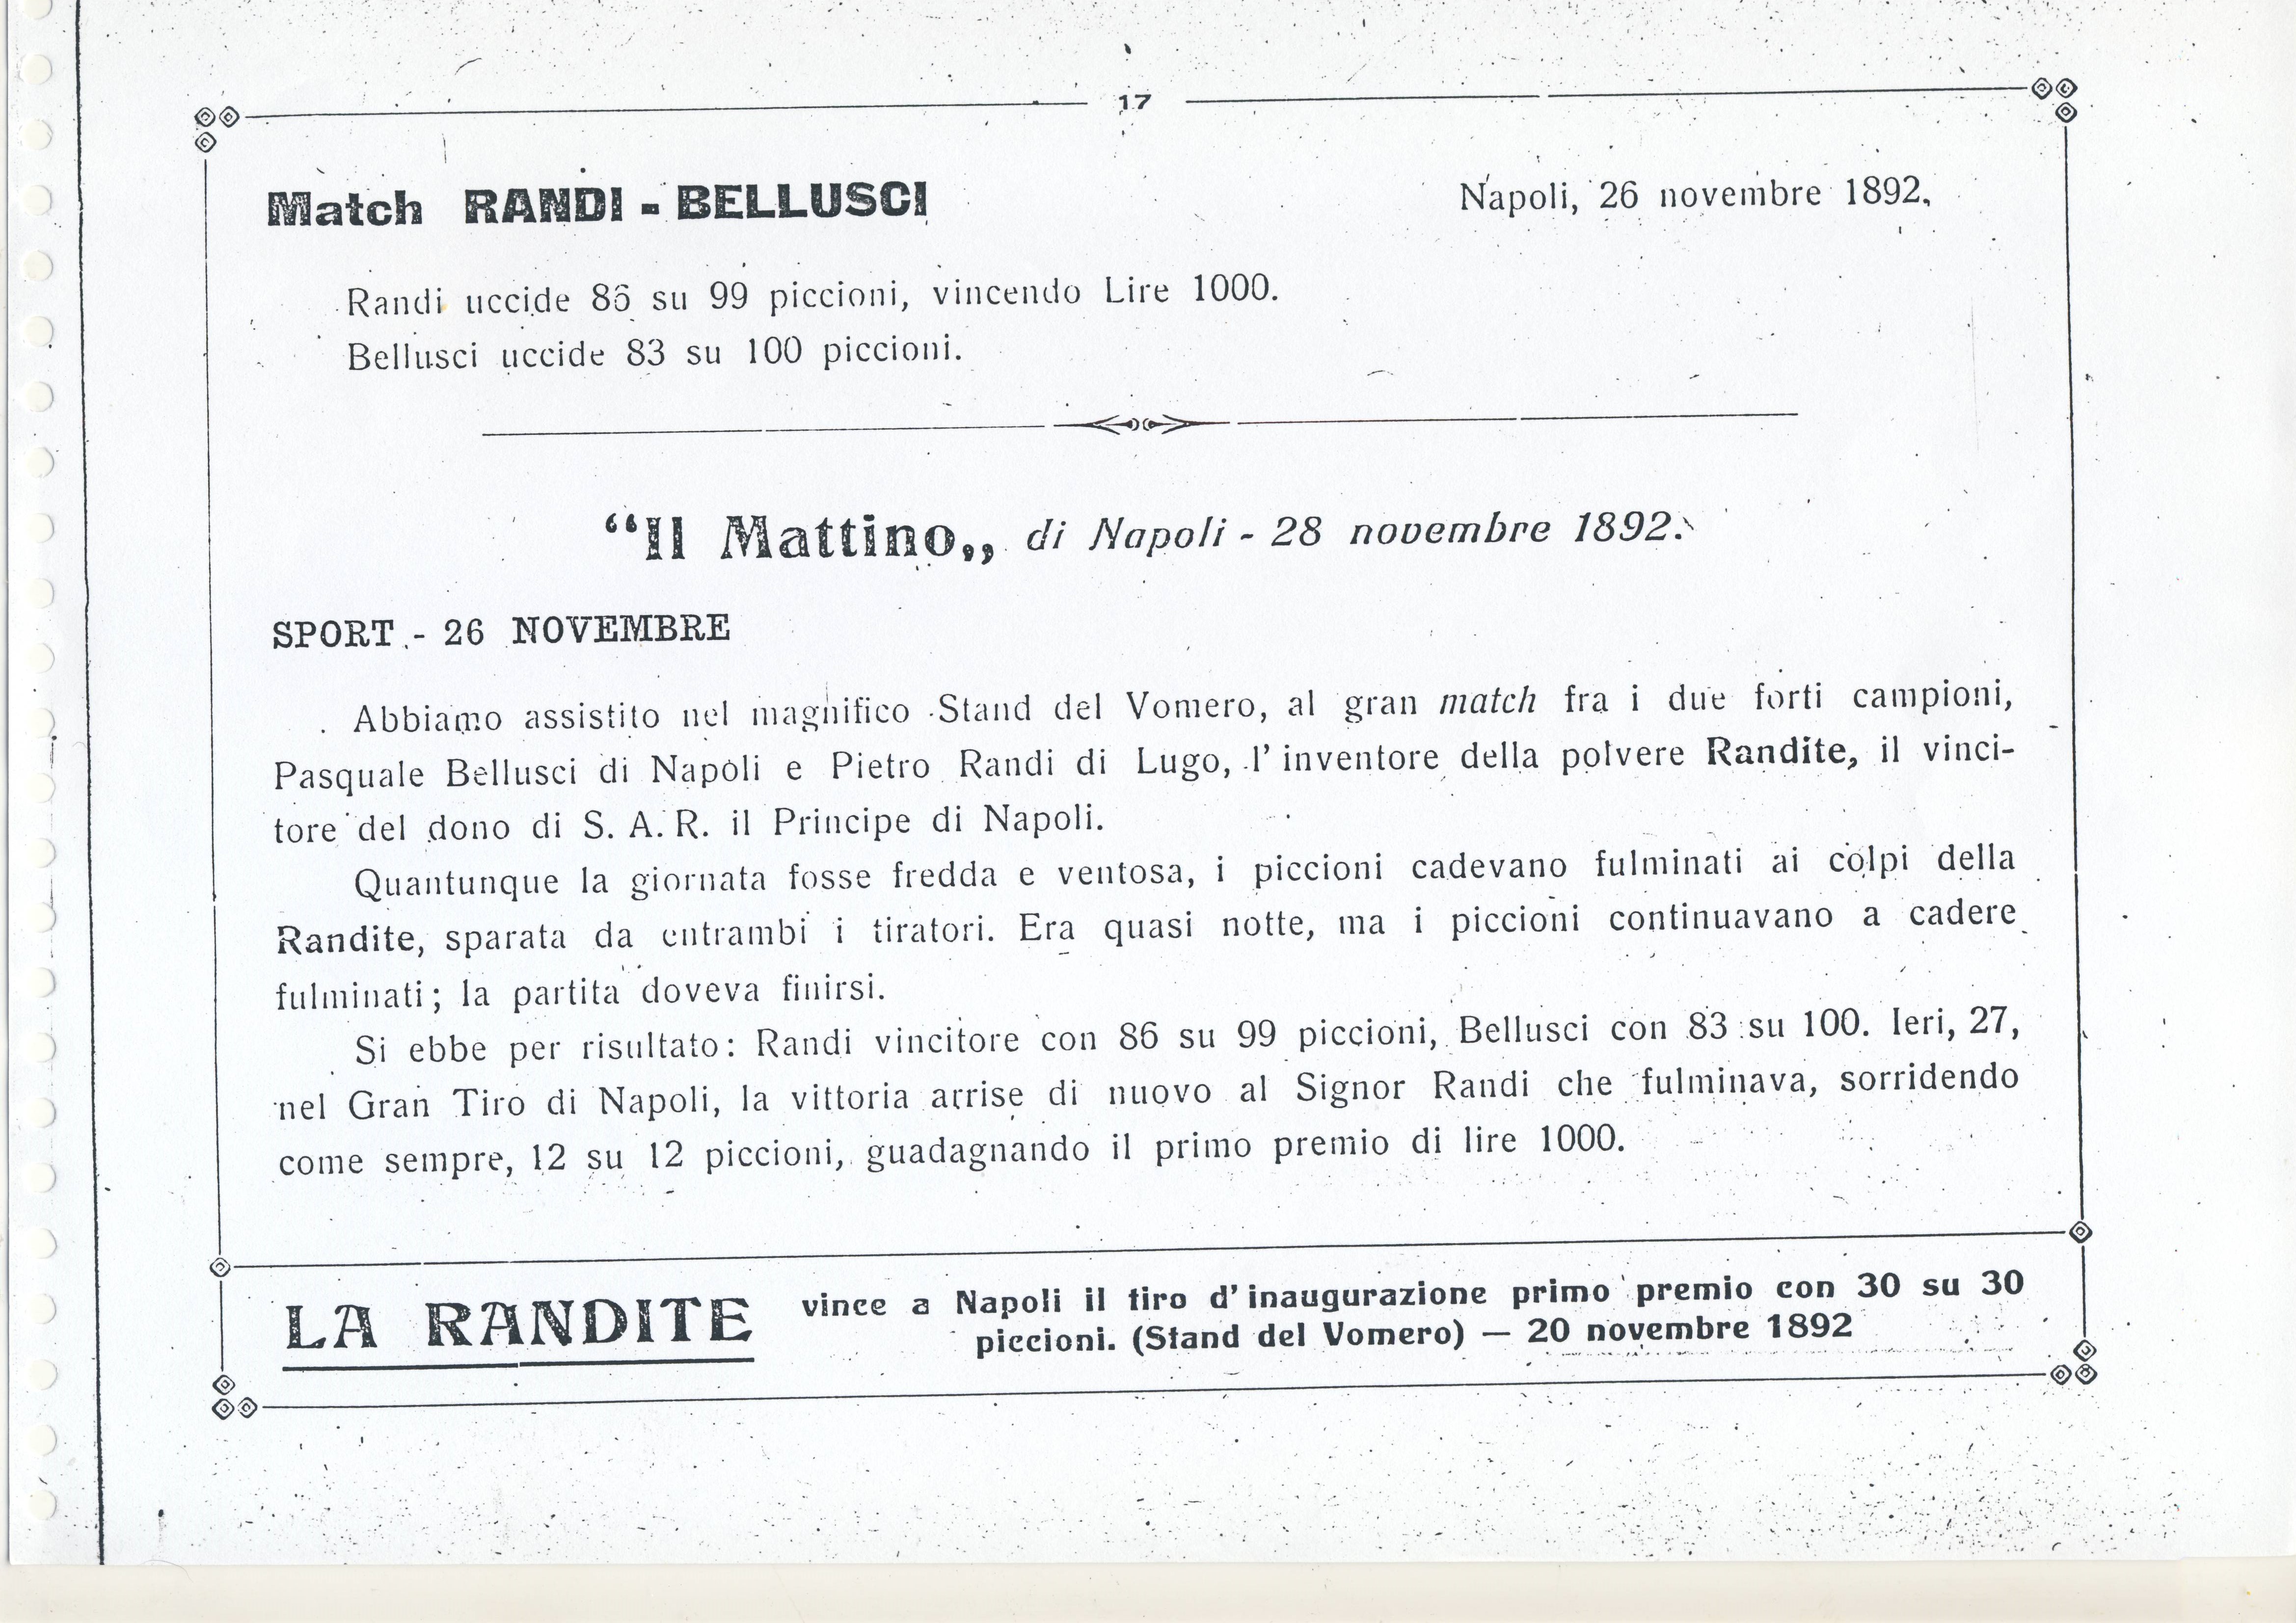 17
Match RANDI - BELLUSCI
Napoli, 26 novembre 1892.
Randi uccide 86 su 99 piccioni, vincendo Lire 1000.
Bellusci uccide 83 su 100 piccioni.
“Il Mattino„ di Napoli - 28 novembre 1892.
SPORT - 26 NOVEMBRE
Abbiamo assistito nel magnifico Stand del Vomero, al gran match fra i due forti campioni,
Pasquale Bellusci di Napoli e Pietro Randi di Lugo, l'inventore della polvere Randite, il vinci-
tore del dono di S. A. R. il Principe di Napoli.
Quantunque la giornata fosse fredda e ventosa, i piccioni cadevano fulminati ai colpi della
Randite, sparata da entrambi i tiratori. Era quasi notte, ma i piccioni continuavano a cadere
fulminati; la partita doveva finirsi.
Si ebbe per risultato: Randi vincitore con 86 su 99 piccioni, Bellusci con 83 su 100. Ieri, 27,
nel Gran Tiro di Napoli, la vittoria arrise di nuovo al Signor Randi che fulminava, sorridendo
come sempre, 12 su 12 piccioni, guadagnando il primo premio di lire 1000.
LA RANDITE
vince a Napoli il tiro d'inaugurazione primo premio con 30 su 30
piccioni. (Stand del Vomero) — 20 novembre 1892